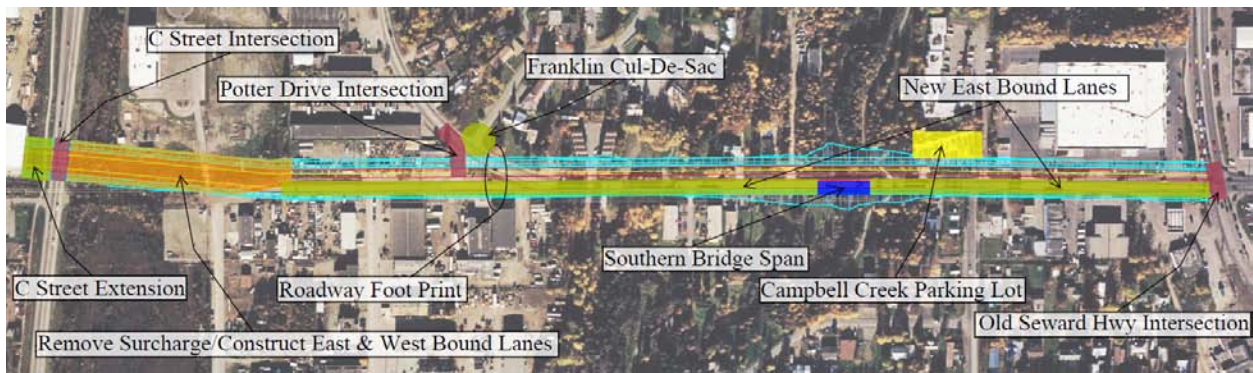 C Street Intersection
Franklin Cul-De-Sac
Potter Drive Intersection
New East Bound Lanes
Southern Bridge Span
C Street Extension
Roadway Foot Print
Campbell Creek Parking Lot
Old Seward Hwy Intersection
Remove Surcharge/Construct East & West Bound Lanes